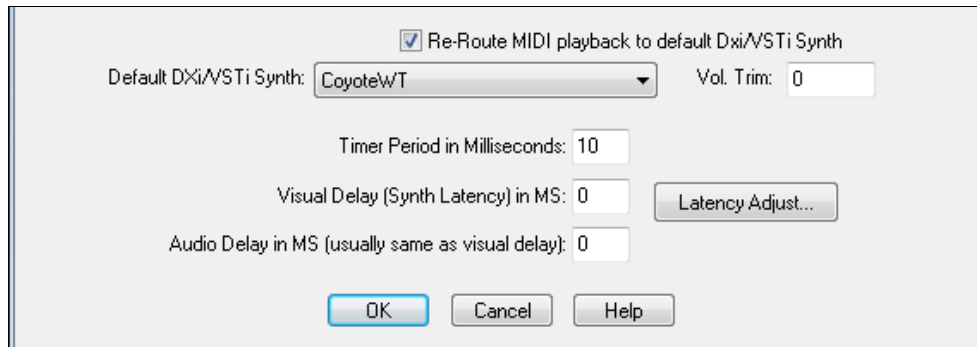 Re-Route MIDI playback to default Dxi/VSTi Synth
Default DXi/VSTi Synth: CoyoteWT Vol. Trim: 0
Timer Period in Milliseconds: 10
Visual Delay (Synth Latency) in MS: 0 Latency Adjust...
Audio Delay in MS (usually same as visual delay): 0
OK Cancel Help